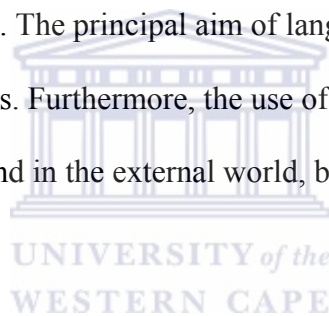 . The principal aim of lang
s. Furthermore, the use of
nd in the external world, b
UNIVERSITY of the
WESTERN CAPE